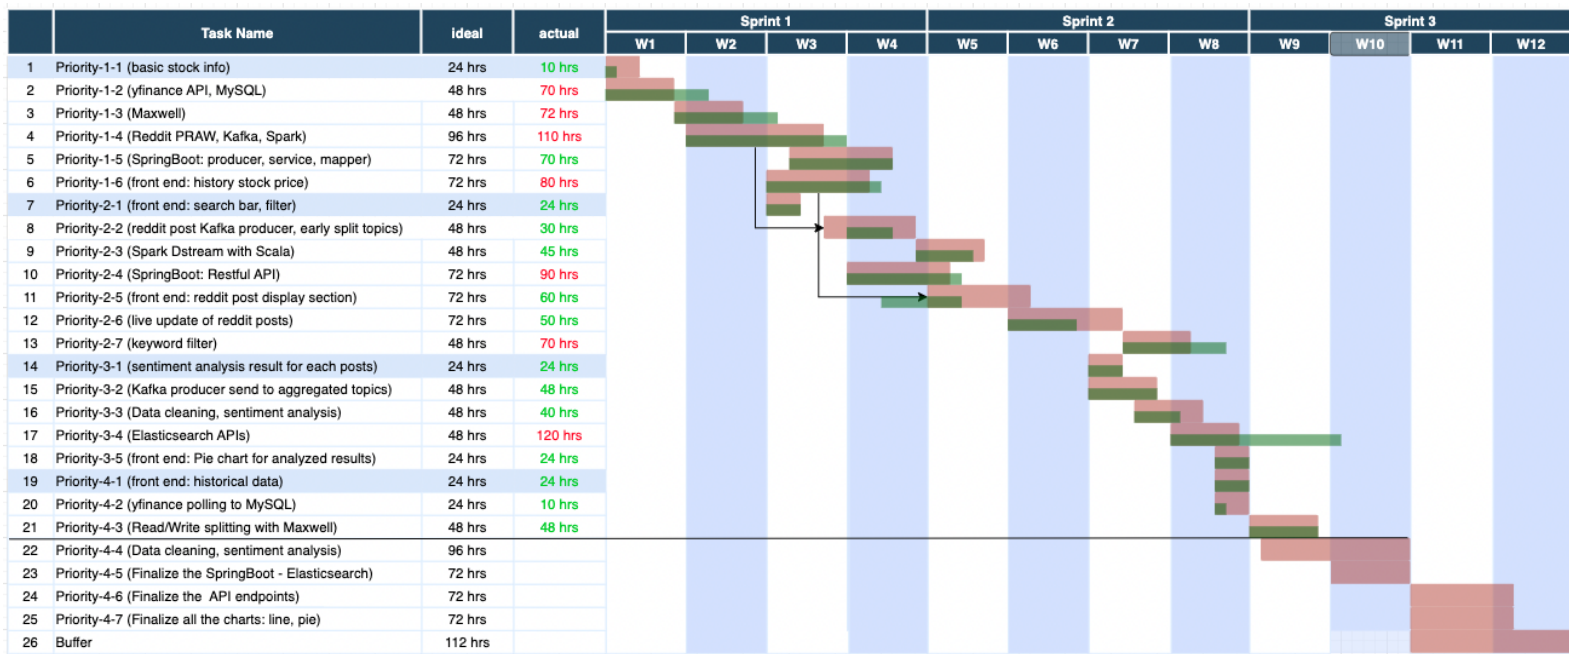 Task Name ideal actual Sprint 1 Sprint 2 Sprint 3
W1 W2 W3 W4 W5 W6 W7 W8 W9 W10 W11 W12
1 Priority-1-1 (basic stock info) 24 hrs 10 hrs
2 Priority-1-2 (yfinance API, MySQL) 48 hrs 70 hrs
3 Priority-1-3 (Maxwell) 48 hrs 72 hrs
4 Priority-1-4 (Reddit PRAW, Kafka, Spark) 96 hrs 110 hrs
5 Priority-1-5 (SpringBoot: producer, service, mapper) 72 hrs 70 hrs
6 Priority-1-6 (front end: history stock price) 72 hrs 80 hrs
7 Priority-2-1 (front end: search bar, filter) 24 hrs 24 hrs
8 Priority-2-2 (reddit post Kafka producer, early split topics) 48 hrs 30 hrs
9 Priority-2-3 (Spark Dstream with Scala) 48 hrs 45 hrs
10 Priority-2-4 (SpringBoot: Restful API) 72 hrs 90 hrs
11 Priority-2-5 (front end: reddit post display section) 72 hrs 60 hrs
12 Priority-2-6 (live update of reddit posts) 72 hrs 50 hrs
13 Priority-2-7 (keyword filter) 48 hrs 70 hrs
14 Priority-3-1 (sentiment analysis result for each posts) 24 hrs 24 hrs
15 Priority-3-2 (Kafka producer send to aggregated topics) 48 hrs 48 hrs
16 Priority-3-3 (Data cleaning, sentiment analysis) 48 hrs 40 hrs
17 Priority-3-4 (Elasticsearch APIs) 48 hrs 120 hrs
18 Priority-3-5 (front end: Pie chart for analyzed results) 24 hrs 24 hrs
19 Priority-4-1 (front end: historical data) 24 hrs 24 hrs
20 Priority-4-2 (yfinance polling to MySQL) 24 hrs 10 hrs
21 Priority-4-3 (Read/Write splitting with Maxwell) 48 hrs 48 hrs
22 Priority-4-4 (Data cleaning, sentiment analysis) 96 hrs
23 Priority-4-5 (Finalize the SpringBoot - Elasticsearch) 72 hrs
24 Priority-4-6 (Finalize the API endpoints) 72 hrs
25 Priority-4-7 (Finalize all the charts: line, pie) 72 hrs
26 Buffer 112 hrs